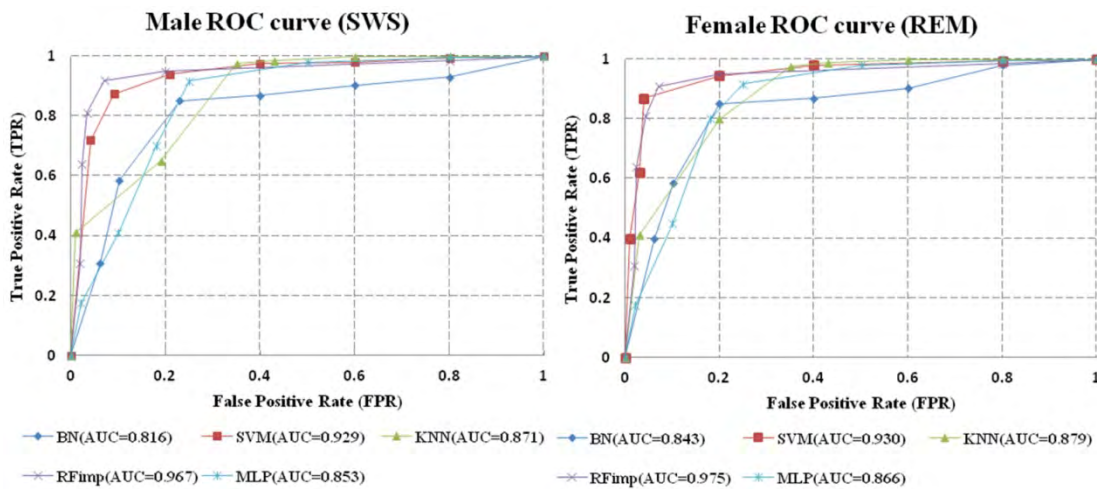 Male ROC curve (SWS)
True Positive Rate (TPR)
1
0.8
0.6
0.4
0.2
0
0
0.2
0.4
0.6
0.8
1
False Positive Rate (FPR)
BN(AUC=0.816)
SVM(AUC=0.929)
KNN(AUC=0.871)
RFimp(AUC=0.967)
MLP(AUC=0.853)
Female ROC curve (REM)
True Positive Rate (TPR)
1
0.8
0.6
0.4
0.2
0
0
0.2
0.4
0.6
0.8
1
False Positive Rate (FPR)
BN(AUC=0.843)
SVM(AUC=0.930)
KNN(AUC=0.879)
RFimp(AUC=0.975)
MLP(AUC=0.866)